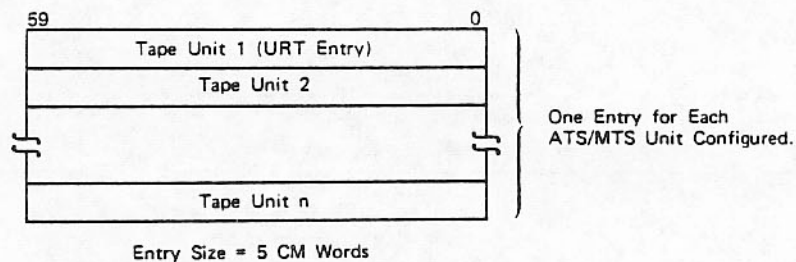 59 0
Tape Unit 1 (URT Entry)
Tape Unit 2
One Entry for Each
ATS/MTS Unit Configured.
Tape Unit n
Entry Size = 5 CM Words